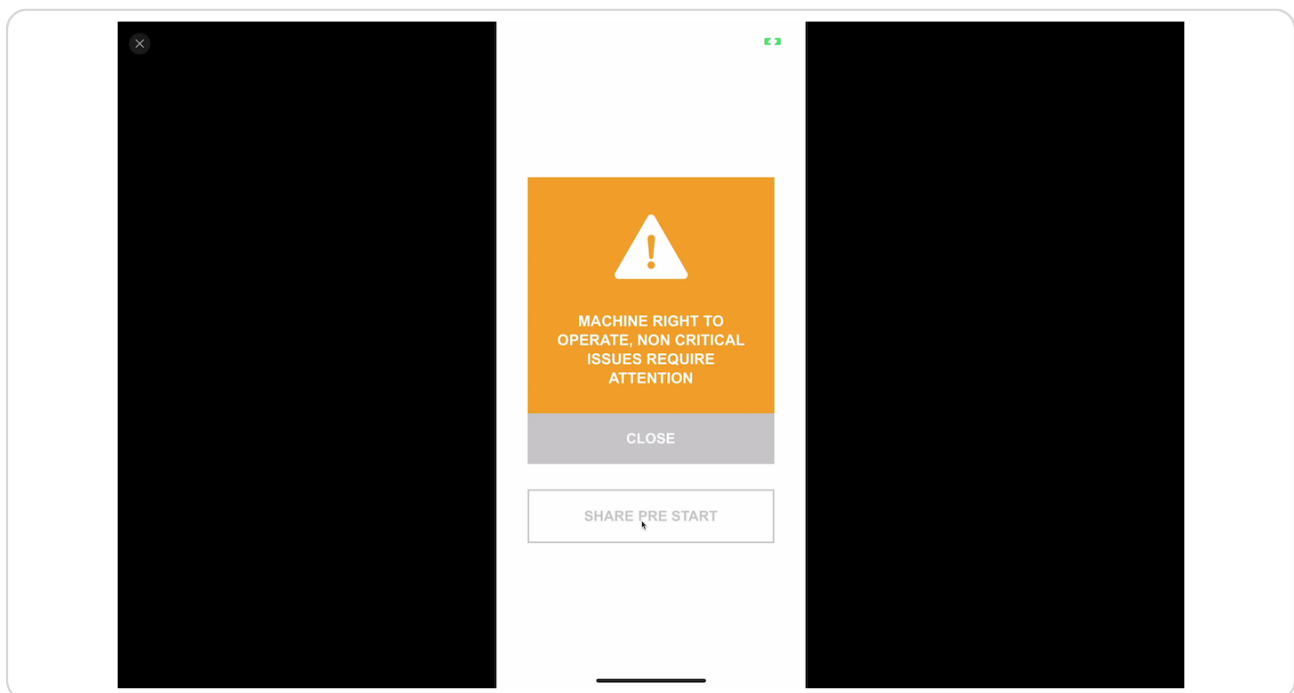 MACHINE RIGHT TO
OPERATE, NON CRITICAL
ISSUES REQUIRE
ATTENTION
CLOSE
SHARE PRE START